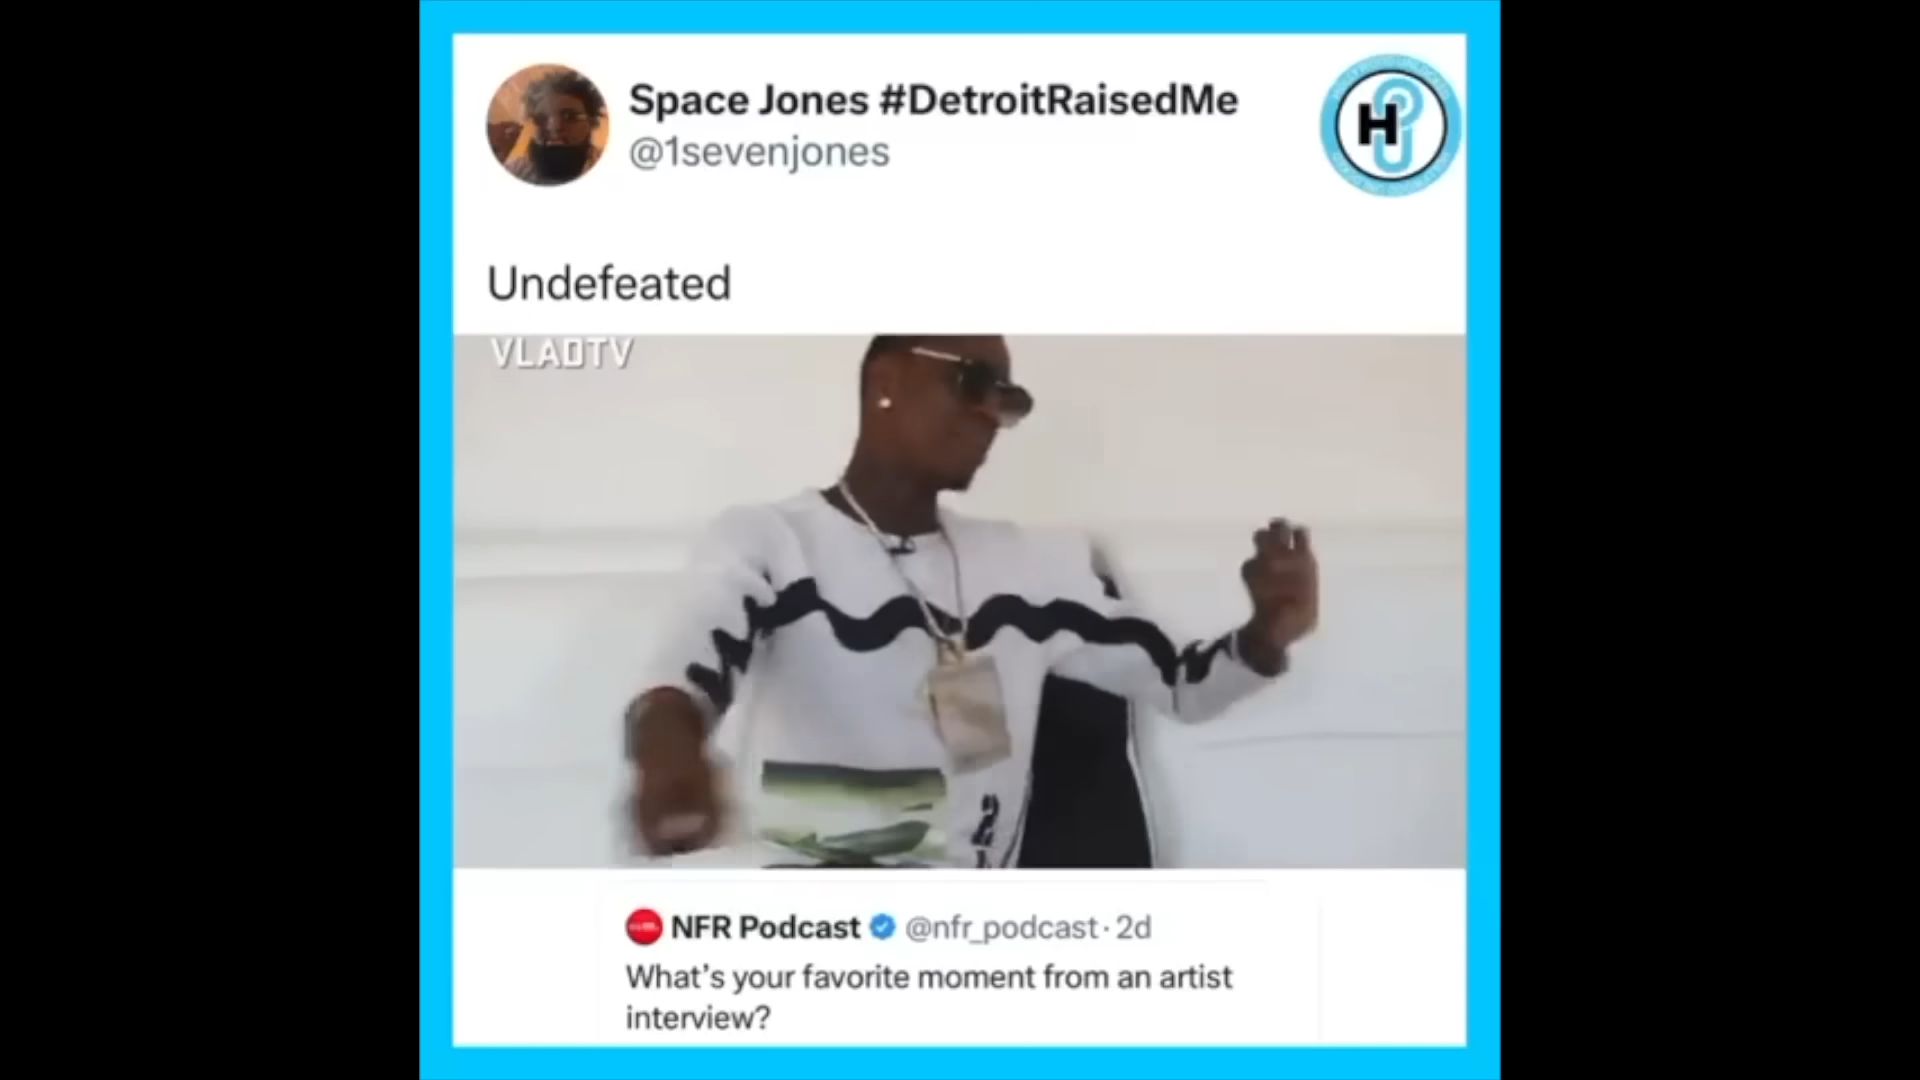 Space Jones #DetroitRaisedMe
@1sevenjones
H
Undefeated
VLADTV
NFR Podcast @nfr_podcast · 2d
What's your favorite moment from an artist
interview?